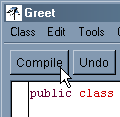 Greet
Class Edit Tools
Compile Undo
public class